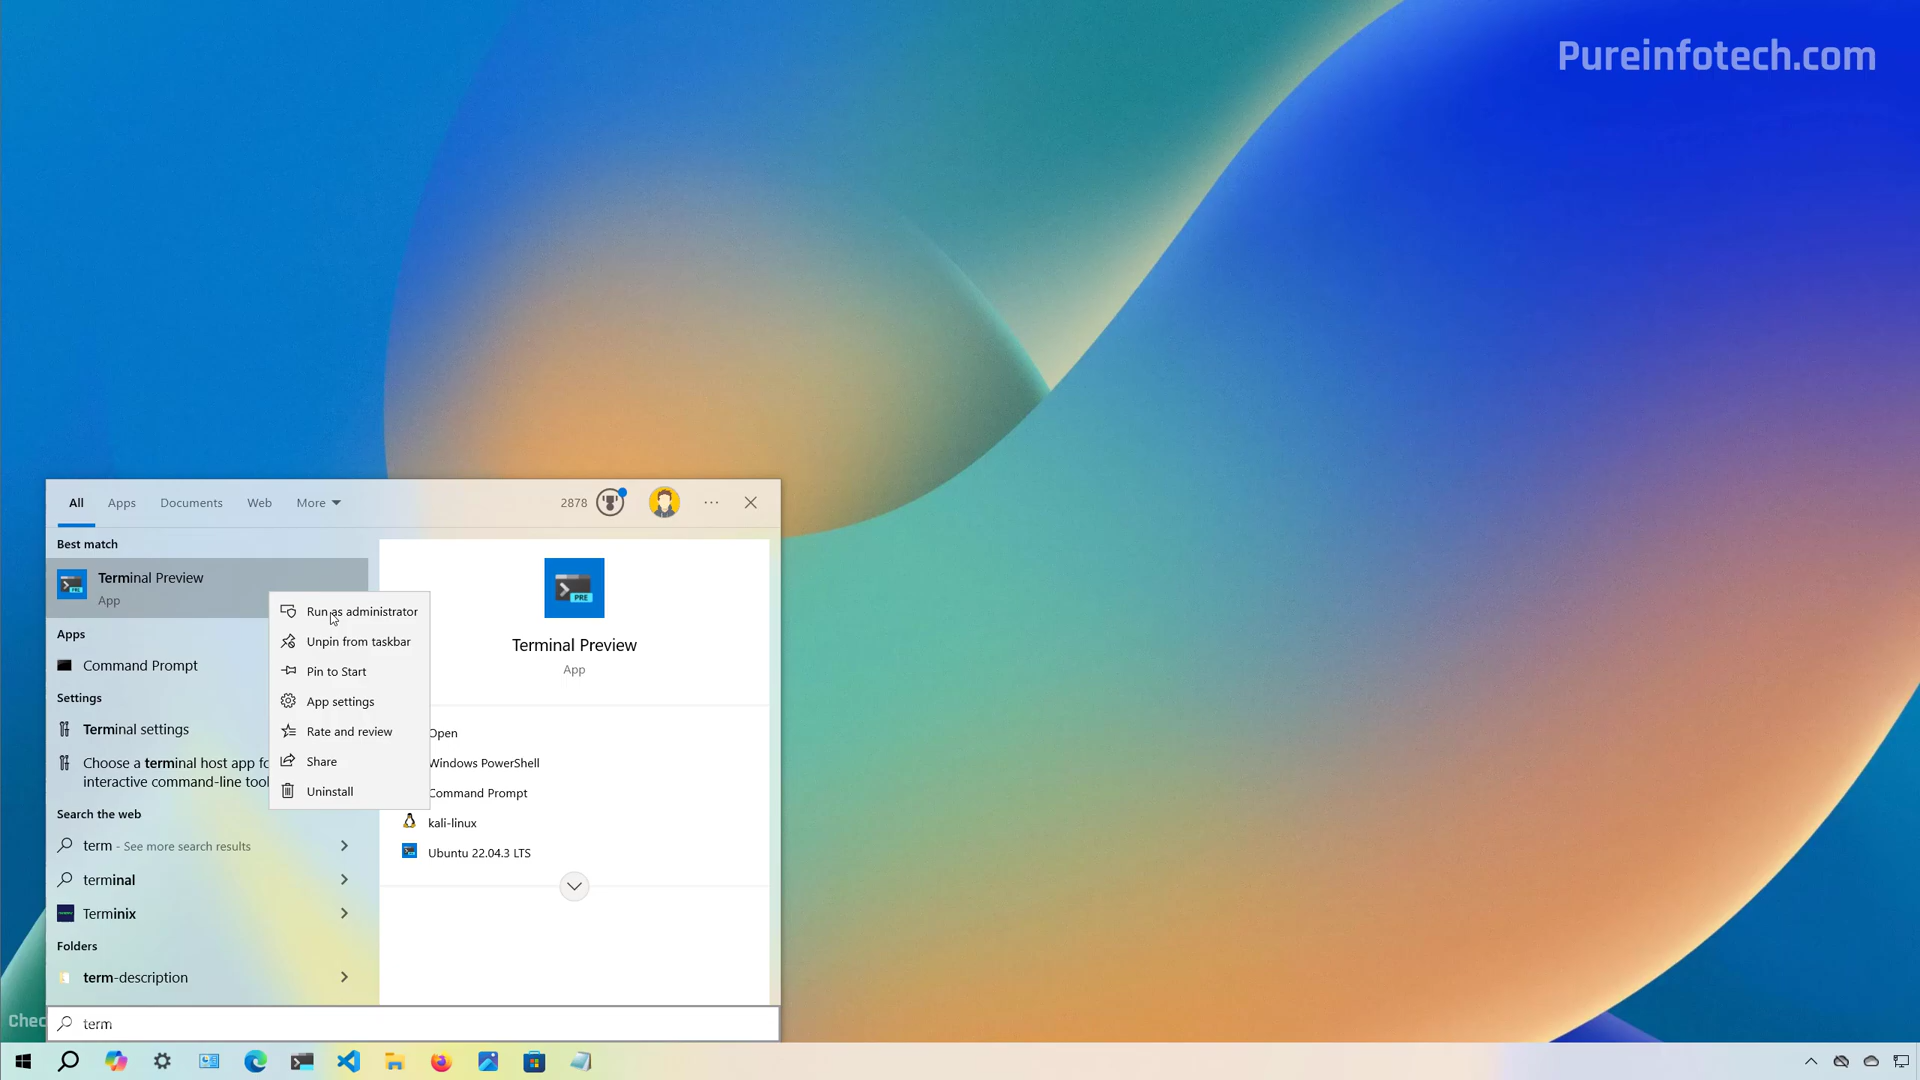 Pureinfotech.com
All
Apps
Documents
Web
More
2878
Best match
Terminal Preview
App
Apps
Command Prompt
Settings
Terminal settings
Choose a terminal host app fo
interactive command-line tool
Search the web
term - See more search results
terminal
Terminix
Folders
term-description
term
Run as administrator
Unpin from taskbar
Pin to Start
App settings
Rate and review
Share
Uninstall
PRE
Terminal Preview
App
Open
Windows PowerShell
Command Prompt
kali-linux
Ubuntu 22.04.3 LTS
Chec